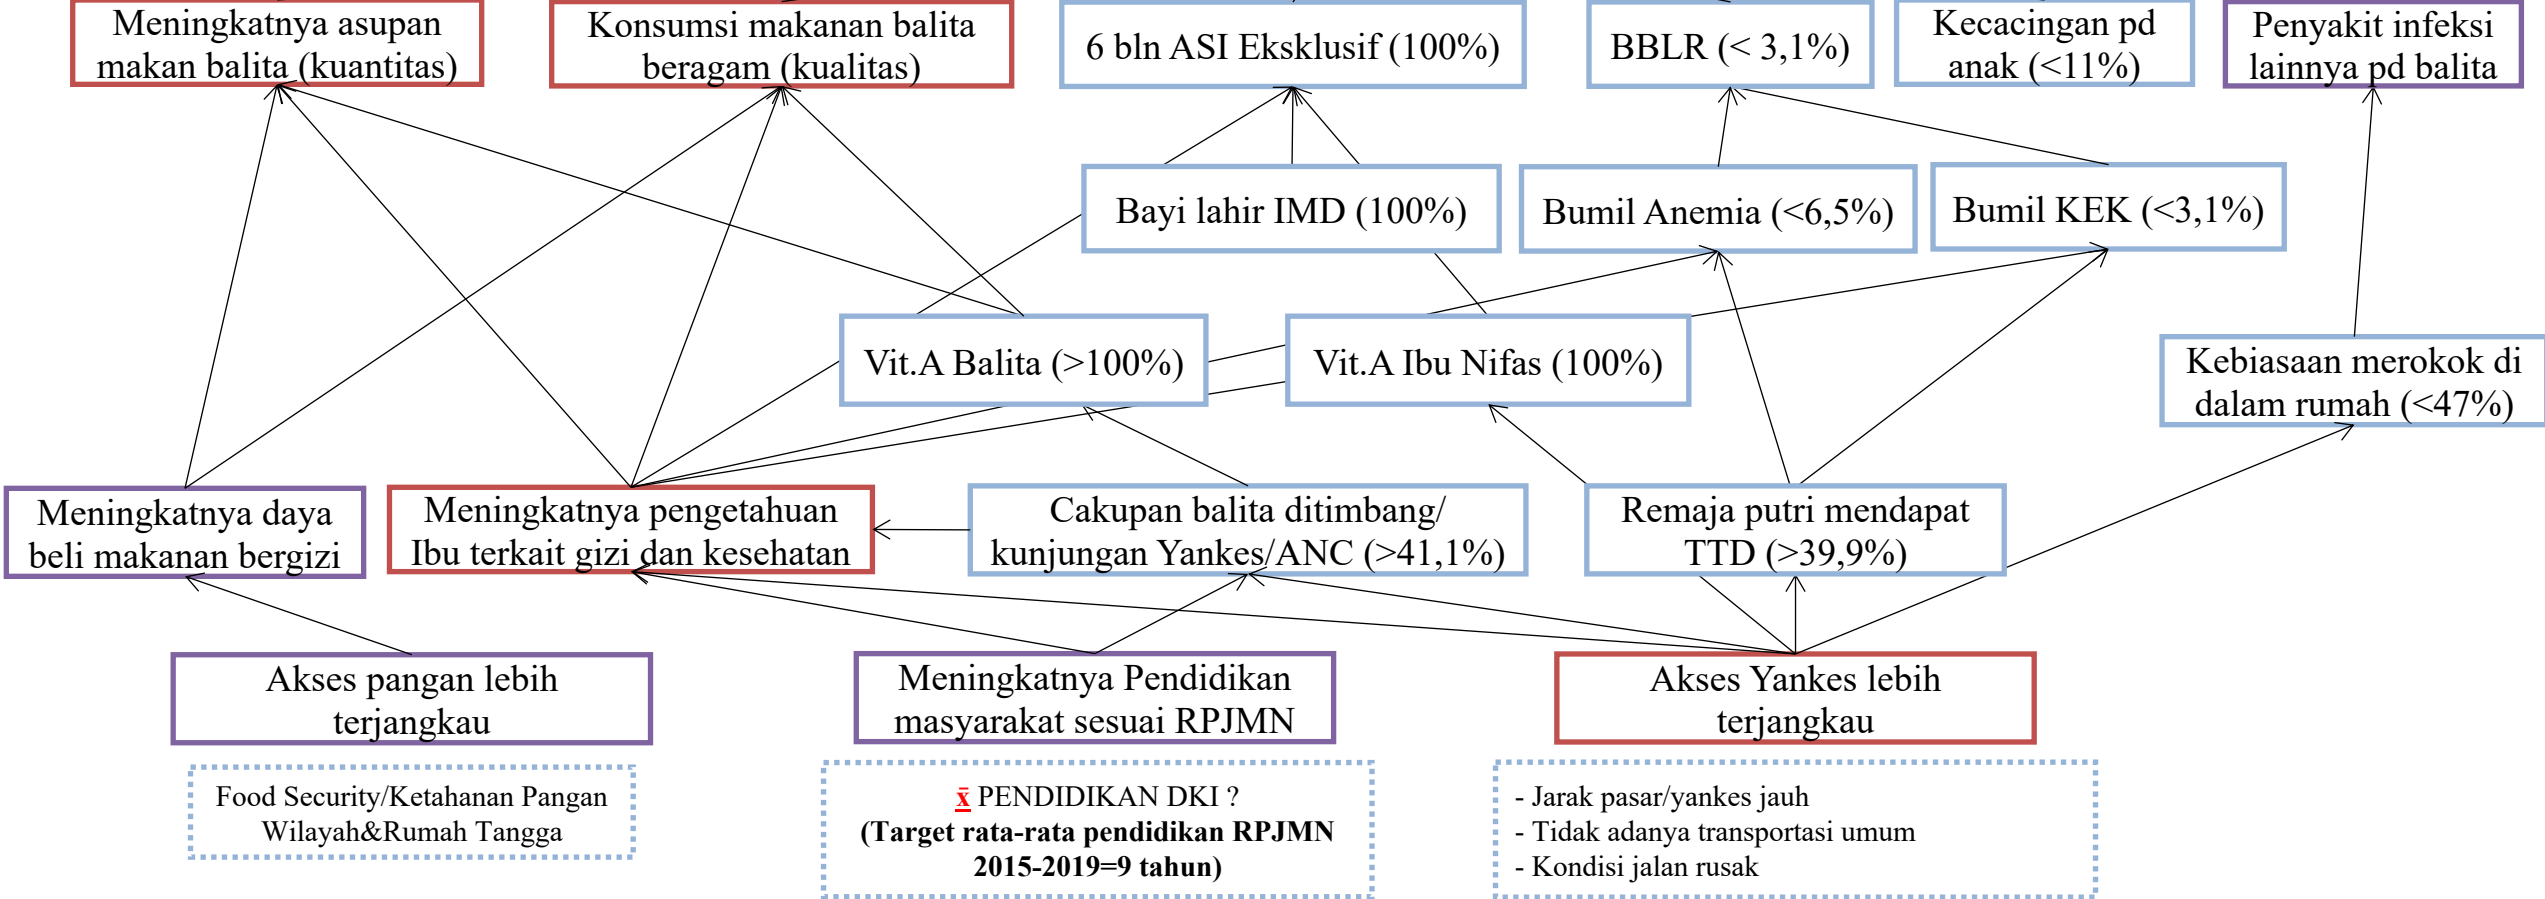 Meningkatnya asupan
makan balita (kuantitas)
Konsumsi makanan balita
beragam (kualitas)
6 bln ASI Eksklusif (100%)
BBLR (< 3,1%)
Kecacingan pd
anak (<11%)
Penyakit infeksi
lainnya pd balita
Bayi lahir IMD (100%)
Bumil Anemia (<6,5%)
Bumil KEK (<3,1%)
Vit.A Balita (>100%)
Vit.A Ibu Nifas (100%)
Kebiasaan merokok di
dalam rumah (<47%)
Meningkatnya daya
beli makanan bergizi
Meningkatnya pengetahuan
Ibu terkait gizi dan kesehatan
Cakupan balita ditimbang/
kunjungan Yankes/ANC (>41,1%)
Remaja putri mendapat
TTD (>39,9%)
Akses pangan lebih
terjangkau
Meningkatnya Pendidikan
masyarakat sesuai RPJMN
Akses Yankes lebih
terjangkau
Food Security/Ketahanan Pangan
Wilayah&Rumah Tangga
x̄ PENDIDIKAN DKI ?
(Target rata-rata pendidikan RPJMN
2015-2019=9 tahun)
- Jarak pasar/yankes jauh
- Tidak adanya transportasi umum
- Kondisi jalan rusak